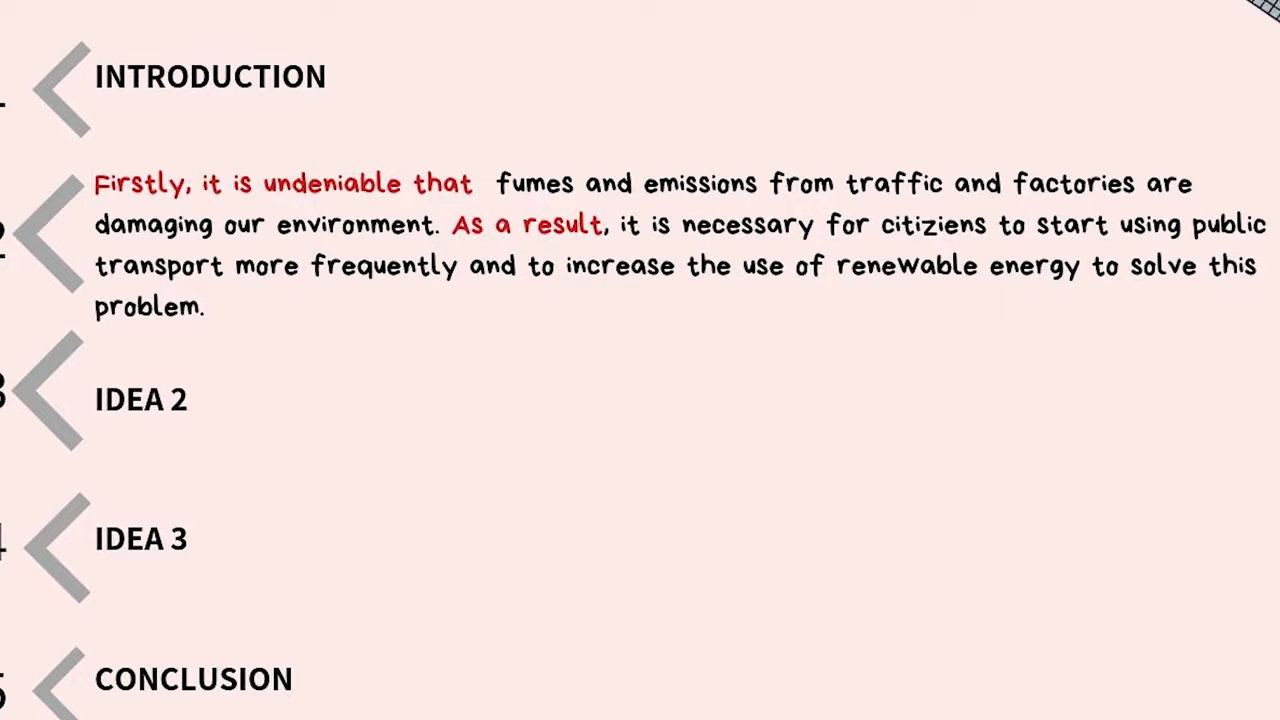 INTRODUCTION
Firstly, it is undeniable that fumes and emissions from traffic and factories are
damaging our environment. As a result, it is necessary for citiziens to start using public
transport more frequently and to increase the use of renewable energy to solve this
problem.
IDEA 2
IDEA 3
CONCLUSION